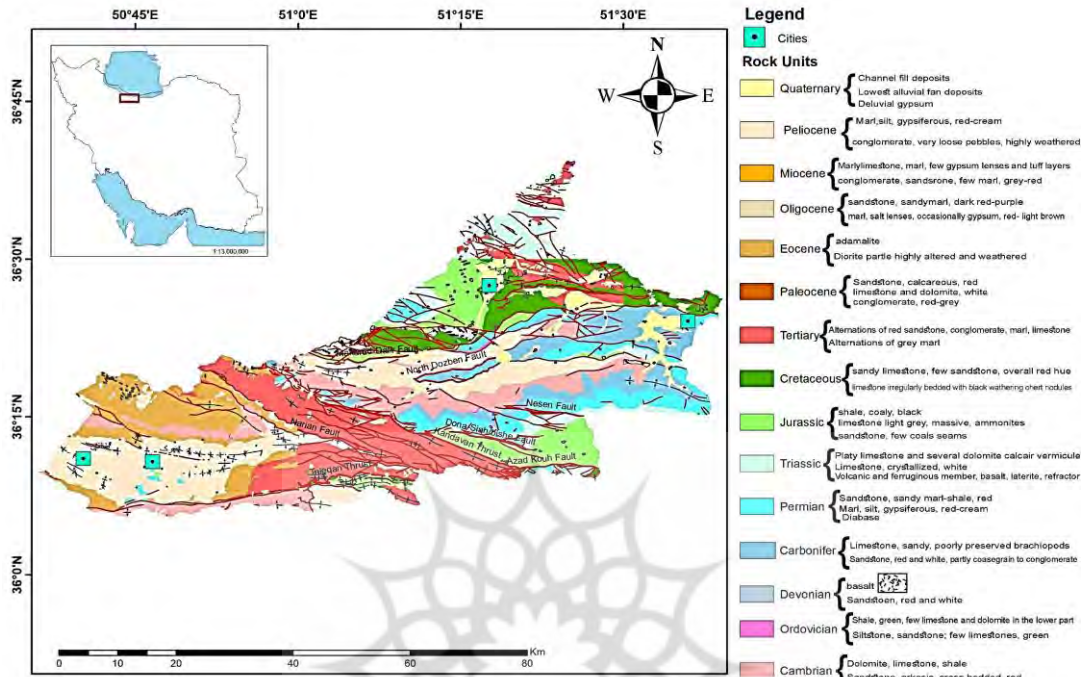 50°45'E 51°0'E 51°15'E 51°30'E
36°45'N
36°30'N
36°15'N
36°0'N
1:13,000,000
N
W E
S
North Dozben Fault
Nesen Fault
Harian Fault
Kandavan Thrust
Azad Kouh Fault
0 5 10 20 40 60 80
Km
Legend
Cities
Rock Units
Quaternary
Channel fill deposits
Lowest alluvial fan deposits
Deluvial gypsum
Peliocene
Marl,silt, gypsiferous, red-cream
conglomerate, very loose pebbles, highly weathered
Miocene
Marlylimestone, marl, few gypsum lenses and tuff layers
conglomerate, sandsrone, few marl, grey-red
Oligocene
sandstone, sandymarl, dark red-purple
marl, salt lenses, occasionally gypsum, red- light brown
Eocene
adamalite
Diorite partle highly altered and weathered
Paleocene
Sandstone, calcareous, red
limestone and dolomite, white
conglomerate, red-grey
Tertiary
Alternations of red sandstone, conglomerate, marl, limestone
Alternations of grey marl
Cretaceous
sandy limestone, few sandstone, overall red hue
limestone irregularly bedded with black wathering chert nodules
Jurassic
shale, coaly, black
limestone light grey, massive, ammonites
sandstone, few coals seams
Triassic
Platy limestone and several dolomite calcair vermicule
Limestone, crystallized, white
Volcanic and ferruginous member, basalt, laterite, refractor
Permian
Sandstone, sandy marl-shale, red
Marl, silt, gypsiferous, red-cream
Diabase
Carbonifer
Limestone, sandy, poorly preserved brachiopods
Sandstone, red and white, partly coasegrain to conglomerate
Devonian
basalt
Sandstoen, red and white
Ordovician
Shale, green, few limestone and dolomite in the lower part
Siltstone, sandstone; few limestones, green
Cambrian
Dolomite, limestone, shale